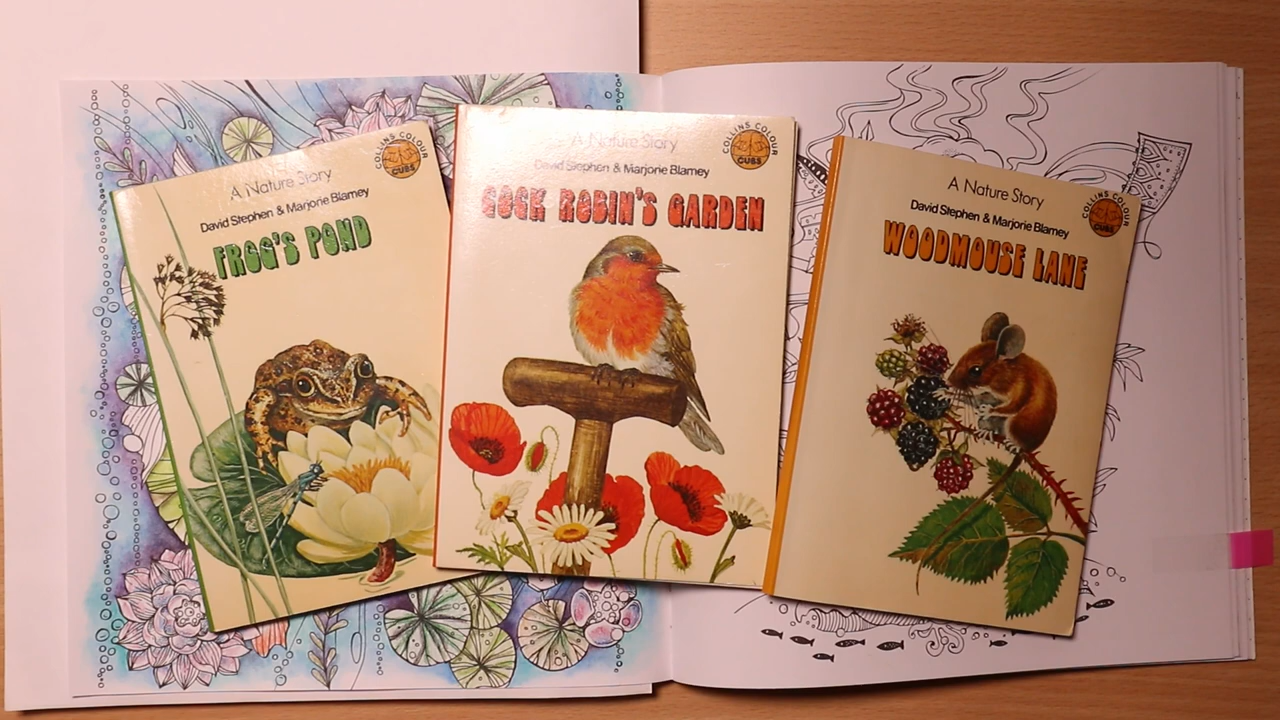 A Nature Story
David Stephen & Marjorie Blamey
FROG'S POND
COLLINS COLOUR
CUBS
A Nature Story
David Stephen & Marjorie Blamey
COCK ROBIN'S GARDEN
COLLINS COLOUR
CUBS
A Nature Story
David Stephen & Marjorie Blamey
WOODMOUSE LANE
COLLINS COLOUR
CUBS